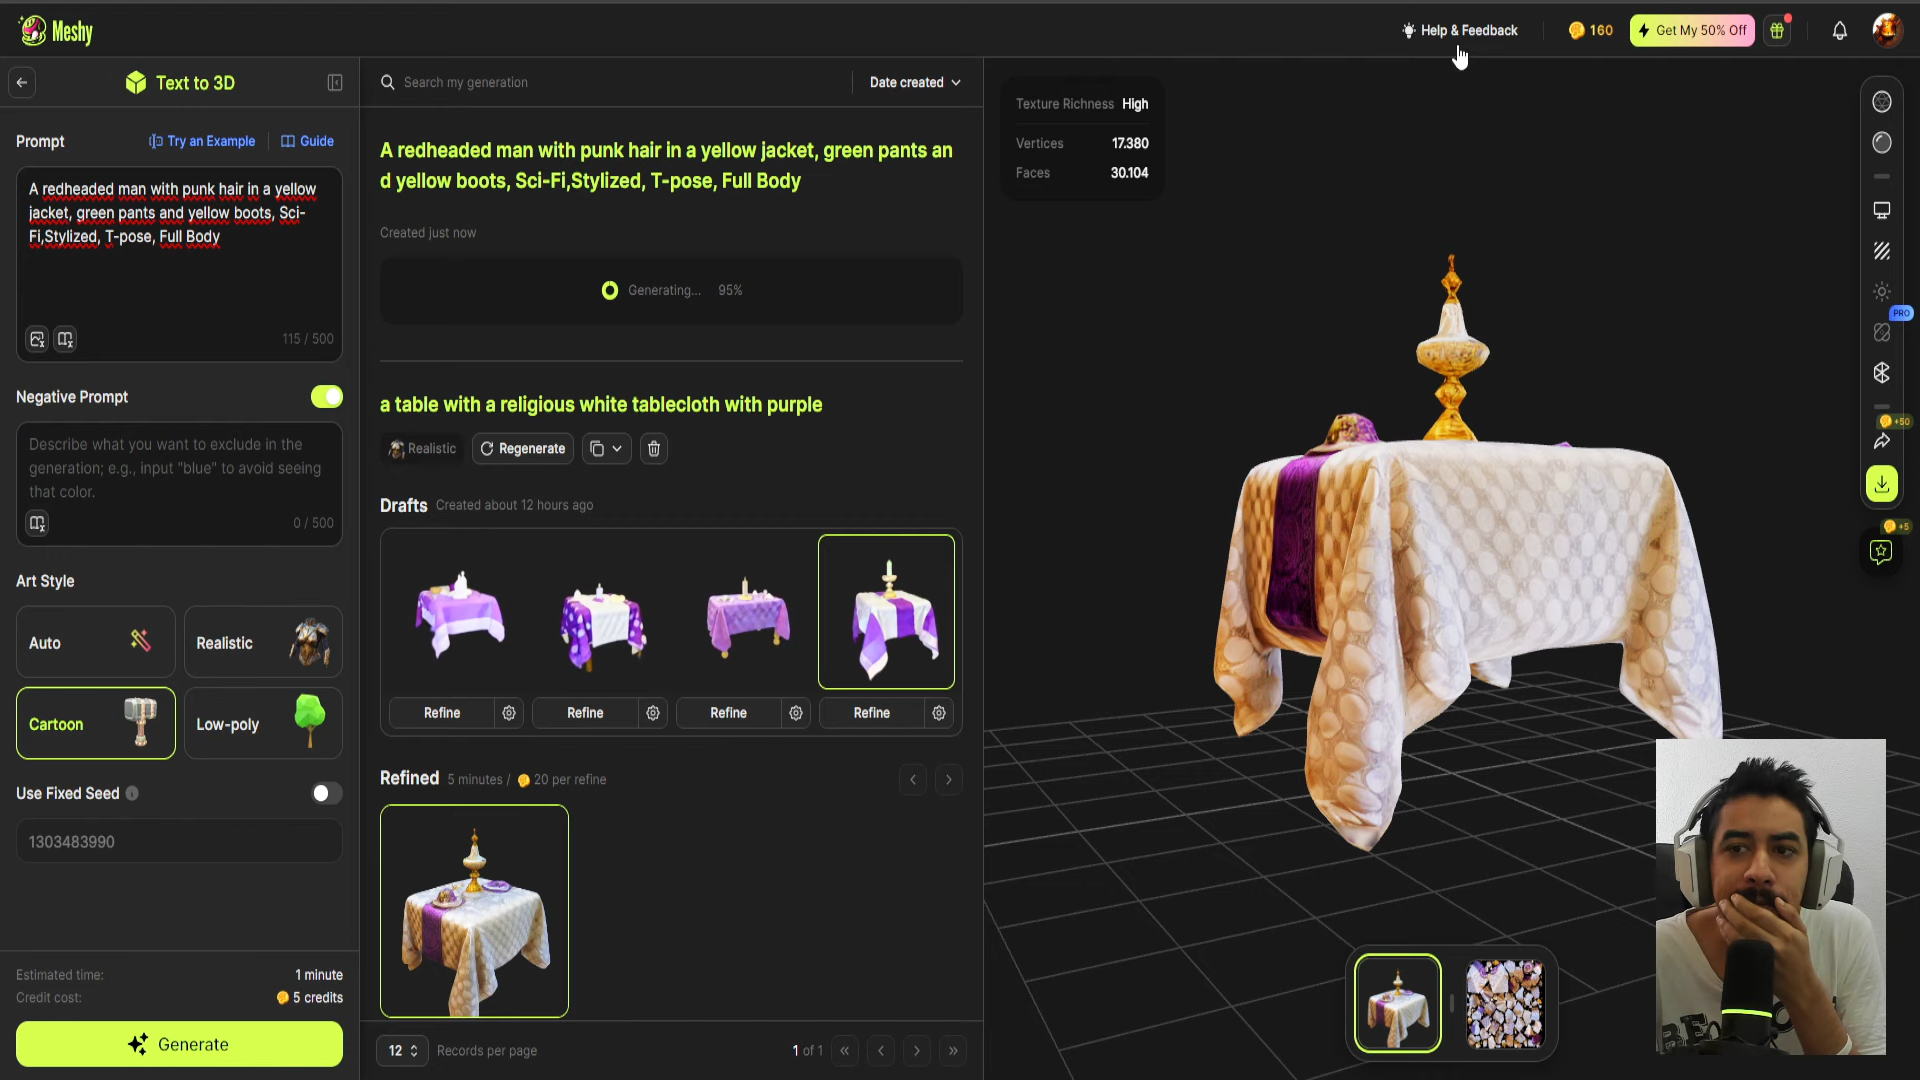 Meshy
Help & Feedback
160
Get My 50% Off
Text to 3D
Search my generation
Date created
Prompt
Try an Example
Guide
A redheaded man with punk hair in a yellow
jacket, green pants and yellow boots, Sci-
Fi,Stylized, T-pose, Full Body
115 / 500
Negative Prompt
Describe what you want to exclude in the
generation; e.g., input "blue" to avoid seeing
that color.
0 / 500
Art Style
Auto
Realistic
Cartoon
Low-poly
Use Fixed Seed
1303483990
Estimated time:
1 minute
Credit cost:
5 credits
Generate
A redheaded man with punk hair in a yellow jacket, green pants an
d yellow boots, Sci-Fi,Stylized, T-pose, Full Body
Created just now
Generating...
95%
a table with a religious white tablecloth with purple
Realistic
Regenerate
Drafts
Created about 12 hours ago
Refine
Refine
Refine
Refine
Refined
5 minutes /
20 per refine
12
Records per page
1 of 1
Texture Richness
High
Vertices
17.380
Faces
30.104
PRO
+50
+5